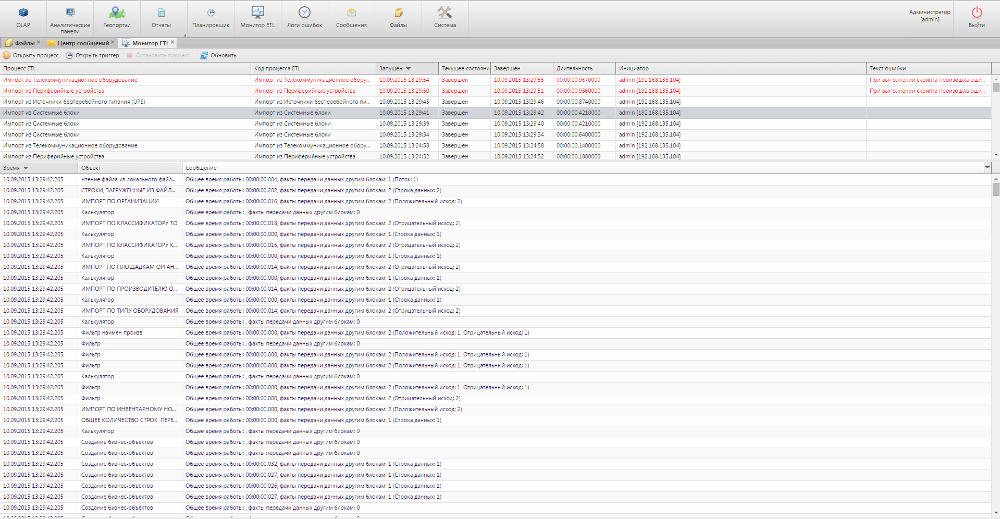 OLAP
Аналитические панели
Геопортал
Отчеты
Планировщик
Монитор ETL
Логи ошибок
Сообщения
Файлы
Система
Администратор
[admin]
Выйти
Файлы
Центр сообщений
Монитор ETL
Открыть процесс
Открыть триггер
Остановить процесс
Обновить
Процесс ETL Код процесса ETL Запущен Текущее состояни Завершен Длительность Инициатор Текст ошибки
Импорт из Телекоммуникационное оборудование Импорт из Телекоммуникационное обору... 10.09.2015 13:29:54 Завершен 10.09.2015 13:29:55 00:00:00.9670000 admin [192.168.135.104] При выполнении скрипта произошла оши...
Импорт из Периферийные устройства Импорт из Периферийные устройства 10.09.2015 13:29:50 Завершен 10.09.2015 13:29:51 00:00:00.9360000 admin [192.168.135.104] При выполнении скрипта произошла оши...
Импорт из Источники бесперебойного питания (UPS) Импорт из Источники бесперебойного пи... 10.09.2015 13:29:45 Завершен 10.09.2015 13:29:46 00:00:00.8740000 admin [192.168.135.104]
Импорт из Системные блоки Импорт из Системные блоки 10.09.2015 13:29:41 Завершен 10.09.2015 13:29:42 00:00:00.4210000 admin [192.168.135.104]
Импорт из Системные блоки Импорт из Системные блоки 10.09.2015 13:29:39 Завершен 10.09.2015 13:29:40 00:00:00.4210000 admin [192.168.135.104]
Импорт из Системные блоки Импорт из Системные блоки 10.09.2015 13:29:34 Завершен 10.09.2015 13:29:34 00:00:00.6400000 admin [192.168.135.104]
Импорт из Телекоммуникационное оборудование Импорт из Телекоммуникационное обору... 10.09.2015 13:24:58 Завершен 10.09.2015 13:24:58 00:00:00.1400000 admin [192.168.135.104]
Импорт из Периферийные устройства Импорт из Периферийные устройства 10.09.2015 13:24:52 Завершен 10.09.2015 13:24:52 00:00:00.1880000 admin [192.168.135.104]
Время Объект Сообщение
10.09.2015 13:29:42.205 Чтение файла из локального файл... Общее время работы: 00:00:00.004, факты передачи данных другим блокам: 1 (Поток: 1)
10.09.2015 13:29:42.205 СТРОКИ, ЗАГРУЖЕННЫЕ ИЗ ФАЙЛ... Общее время работы: 00:00:00.202, факты передачи данных другим блокам: 2 (Строка данных: 2)
10.09.2015 13:29:42.205 ИМПОРТ ПО ОРГАНИЗАЦИИ Общее время работы: 00:00:00.016, факты передачи данных другим блокам: 2 (Положительный исход: 2)
10.09.2015 13:29:42.205 Калькулятор Общее время работы: , факты передачи данных другим блокам: 0
10.09.2015 13:29:42.205 ИМПОРТ ПО КЛАССИФИКАТОРУ ТО Общее время работы: 00:00:00.018, факты передачи данных другим блокам: 2 (Отрицательный исход: 2)
10.09.2015 13:29:42.205 Калькулятор Общее время работы: 00:00:00.000, факты передачи данных другим блокам: 1 (Строка данных: 1)
10.09.2015 13:29:42.205 ИМПОРТ ПО КЛАССИФИКАТОРУ К... Общее время работы: 00:00:00.015, факты передачи данных другим блокам: 2 (Отрицательный исход: 2)
10.09.2015 13:29:42.205 Калькулятор Общее время работы: 00:00:00.000, факты передачи данных другим блокам: 1 (Строка данных: 1)
10.09.2015 13:29:42.205 ИМПОРТ ПО ПЛОЩАДКАМ ОРГАН... Общее время работы: 00:00:00.014, факты передачи данных другим блокам: 2 (Отрицательный исход: 2)
10.09.2015 13:29:42.205 Калькулятор Общее время работы: 00:00:00.000, факты передачи данных другим блокам: 1 (Строка данных: 1)
10.09.2015 13:29:42.205 ИМПОРТ ПО ПРОИЗВОДИТЕЛЮ О... Общее время работы: 00:00:00.014, факты передачи данных другим блокам: 2 (Отрицательный исход: 2)
10.09.2015 13:29:42.205 Калькулятор Общее время работы: 00:00:00.000, факты передачи данных другим блокам: 1 (Строка данных: 1)
10.09.2015 13:29:42.205 ИМПОРТ ПО ТИПУ ОБОРУДОВАНИЯ Общее время работы: 00:00:00.014, факты передачи данных другим блокам: 2 (Отрицательный исход: 2)
10.09.2015 13:29:42.205 Калькулятор Общее время работы: , факты передачи данных другим блокам: 0
10.09.2015 13:29:42.205 Фильтр наимен произв Общее время работы: 00:00:00.000, факты передачи данных другим блокам: 2 (Положительный исход: 1, Отрицательный исход: 1)
10.09.2015 13:29:42.205 Фильтр Общее время работы: , факты передачи данных другим блокам: 0
10.09.2015 13:29:42.205 Фильтр Общее время работы: 00:00:00.000, факты передачи данных другим блокам: 2 (Положительный исход: 1, Отрицательный исход: 1)
10.09.2015 13:29:42.205 Фильтр Общее время работы: 00:00:00.000, факты передачи данных другим блокам: 2 (Положительный исход: 1, Отрицательный исход: 1)
10.09.2015 13:29:42.205 Калькулятор Общее время работы: , факты передачи данных другим блокам: 0
10.09.2015 13:29:42.205 Фильтр Общее время работы: 00:00:00.000, факты передачи данных другим блокам: 2 (Положительный исход: 1, Отрицательный исход: 1)
10.09.2015 13:29:42.205 Фильтр Общее время работы: 00:00:00.000, факты передачи данных другим блокам: 2 (Отрицательный исход: 2)
10.09.2015 13:29:42.205 ИМПОРТ ПО ИНВЕНТАРНОМУ НО... Общее время работы: 00:00:00.000, факты передачи данных другим блокам: 2 (Положительный исход: 2)
10.09.2015 13:29:42.205 ОБЩЕЕ КОЛИЧЕСТВО СТРОК, ПЕРЕ... Общее время работы: 00:00:00.000, факты передачи данных другим блокам: 1 (Строка данных: 1)
10.09.2015 13:29:42.205 Калькулятор Общее время работы: , факты передачи данных другим блокам: 0
10.09.2015 13:29:42.205 Создание бизнес-объектов Общее время работы: , факты передачи данных другим блокам: 0
10.09.2015 13:29:42.205 Создание бизнес-объектов Общее время работы: , факты передачи данных другим блокам: 0
10.09.2015 13:29:42.205 Создание бизнес-объектов Общее время работы: 00:00:00.032, факты передачи данных другим блокам: 1 (Строка данных: 1)
10.09.2015 13:29:42.205 Создание бизнес-объектов Общее время работы: 00:00:00.027, факты передачи данных другим блокам: 1 (Строка данных: 1)
10.09.2015 13:29:42.205 Создание бизнес-объектов Общее время работы: 00:00:00.026, факты передачи данных другим блокам: 1 (Строка данных: 1)
10.09.2015 13:29:42.205 Создание бизнес-объектов Общее время работы: 00:00:00.027, факты передачи данных другим блокам: 1 (Строка данных: 1)
10.09.2015 13:29:42.205 Создание бизнес-объектов Общее время работы: , факты передачи данных другим блокам: 0